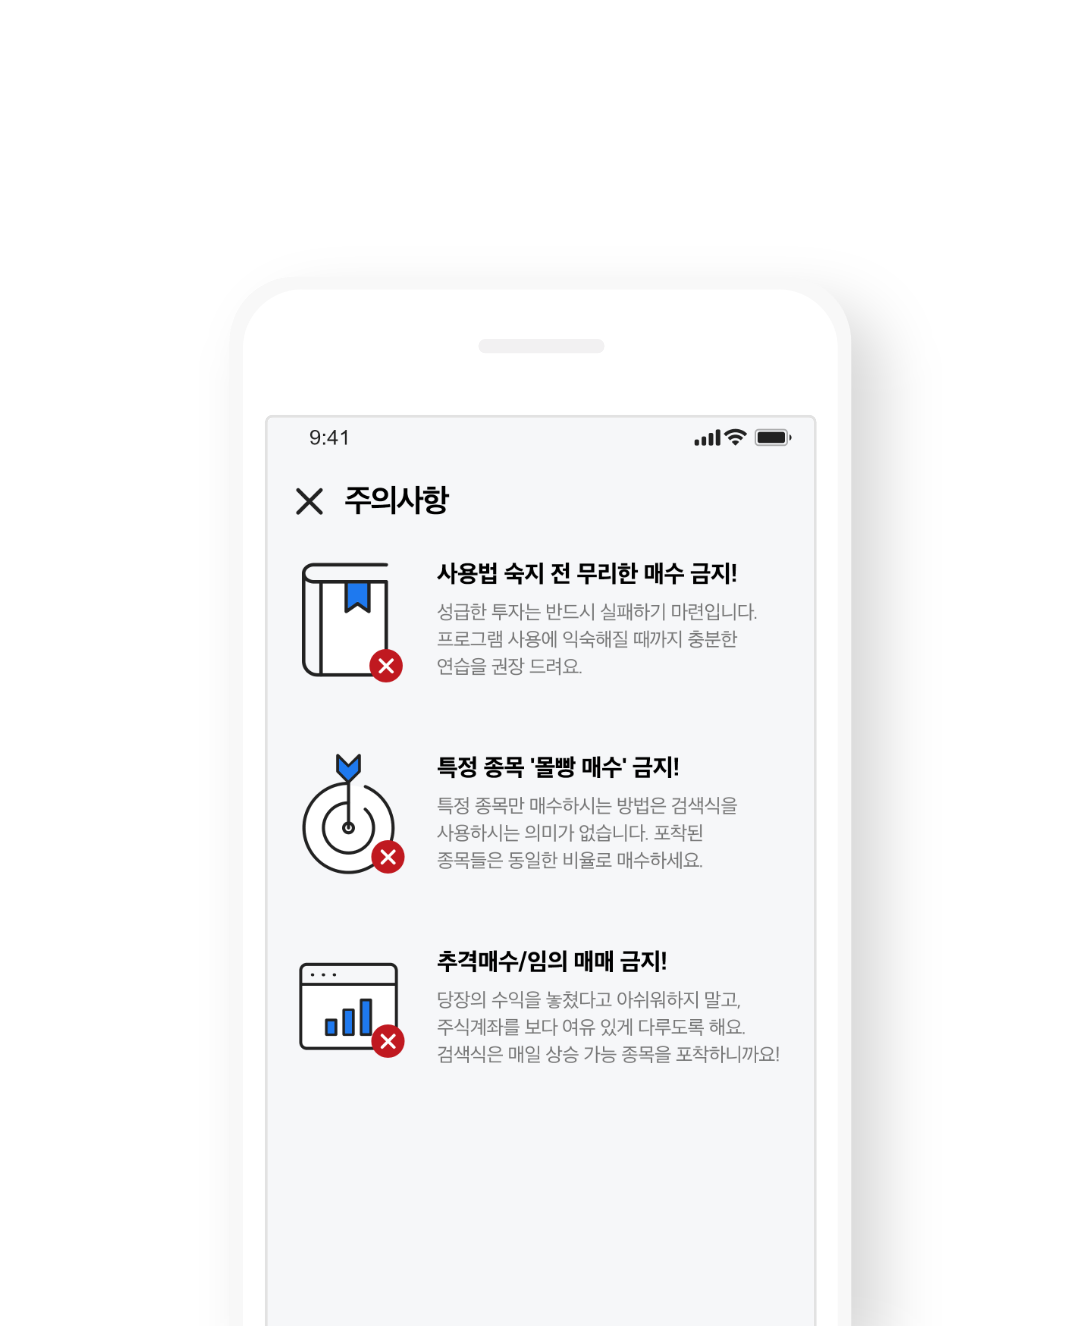 9:41
주의사항
사용법 숙지 전 무리한 매수 금지!
성급한 투자는 반드시 실패하기 마련입니다.
프로그램 사용에 익숙해질 때까지 충분한
연습을 권장 드려요.
특정 종목 '몰빵 매수' 금지!
특정 종목만 매수하시는 방법은 검색식을
사용하시는 의미가 없습니다. 포착된
종목들은 동일한 비율로 매수하세요.
추격매수/임의 매매 금지!
당장의 수익을 놓쳤다고 아쉬워하지 말고,
주식계좌를 보다 여유 있게 다루도록 해요.
검색식은 매일 상승 가능 종목을 포착하니까요!